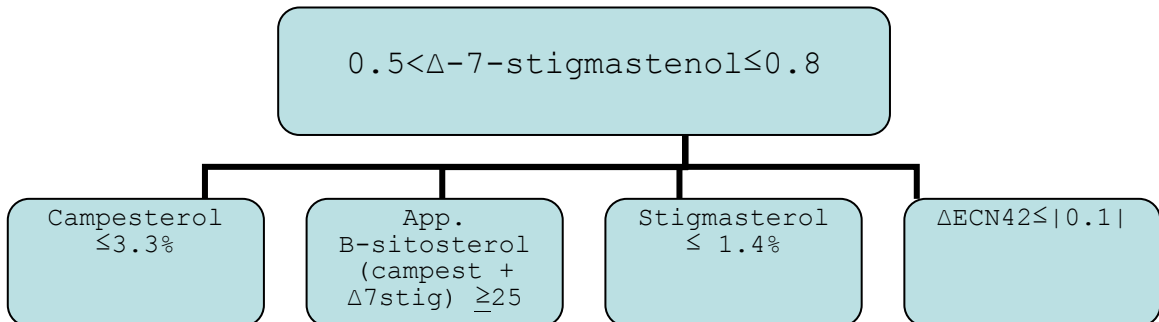 0.5<Δ-7-stigmastenol≤0.8
Campesterol
≤3.3%
App.
B-sitosterol
(campest +
Δ7stig) ≥25
Stigmasterol
≤ 1.4%
ΔECN42≤|0.1|